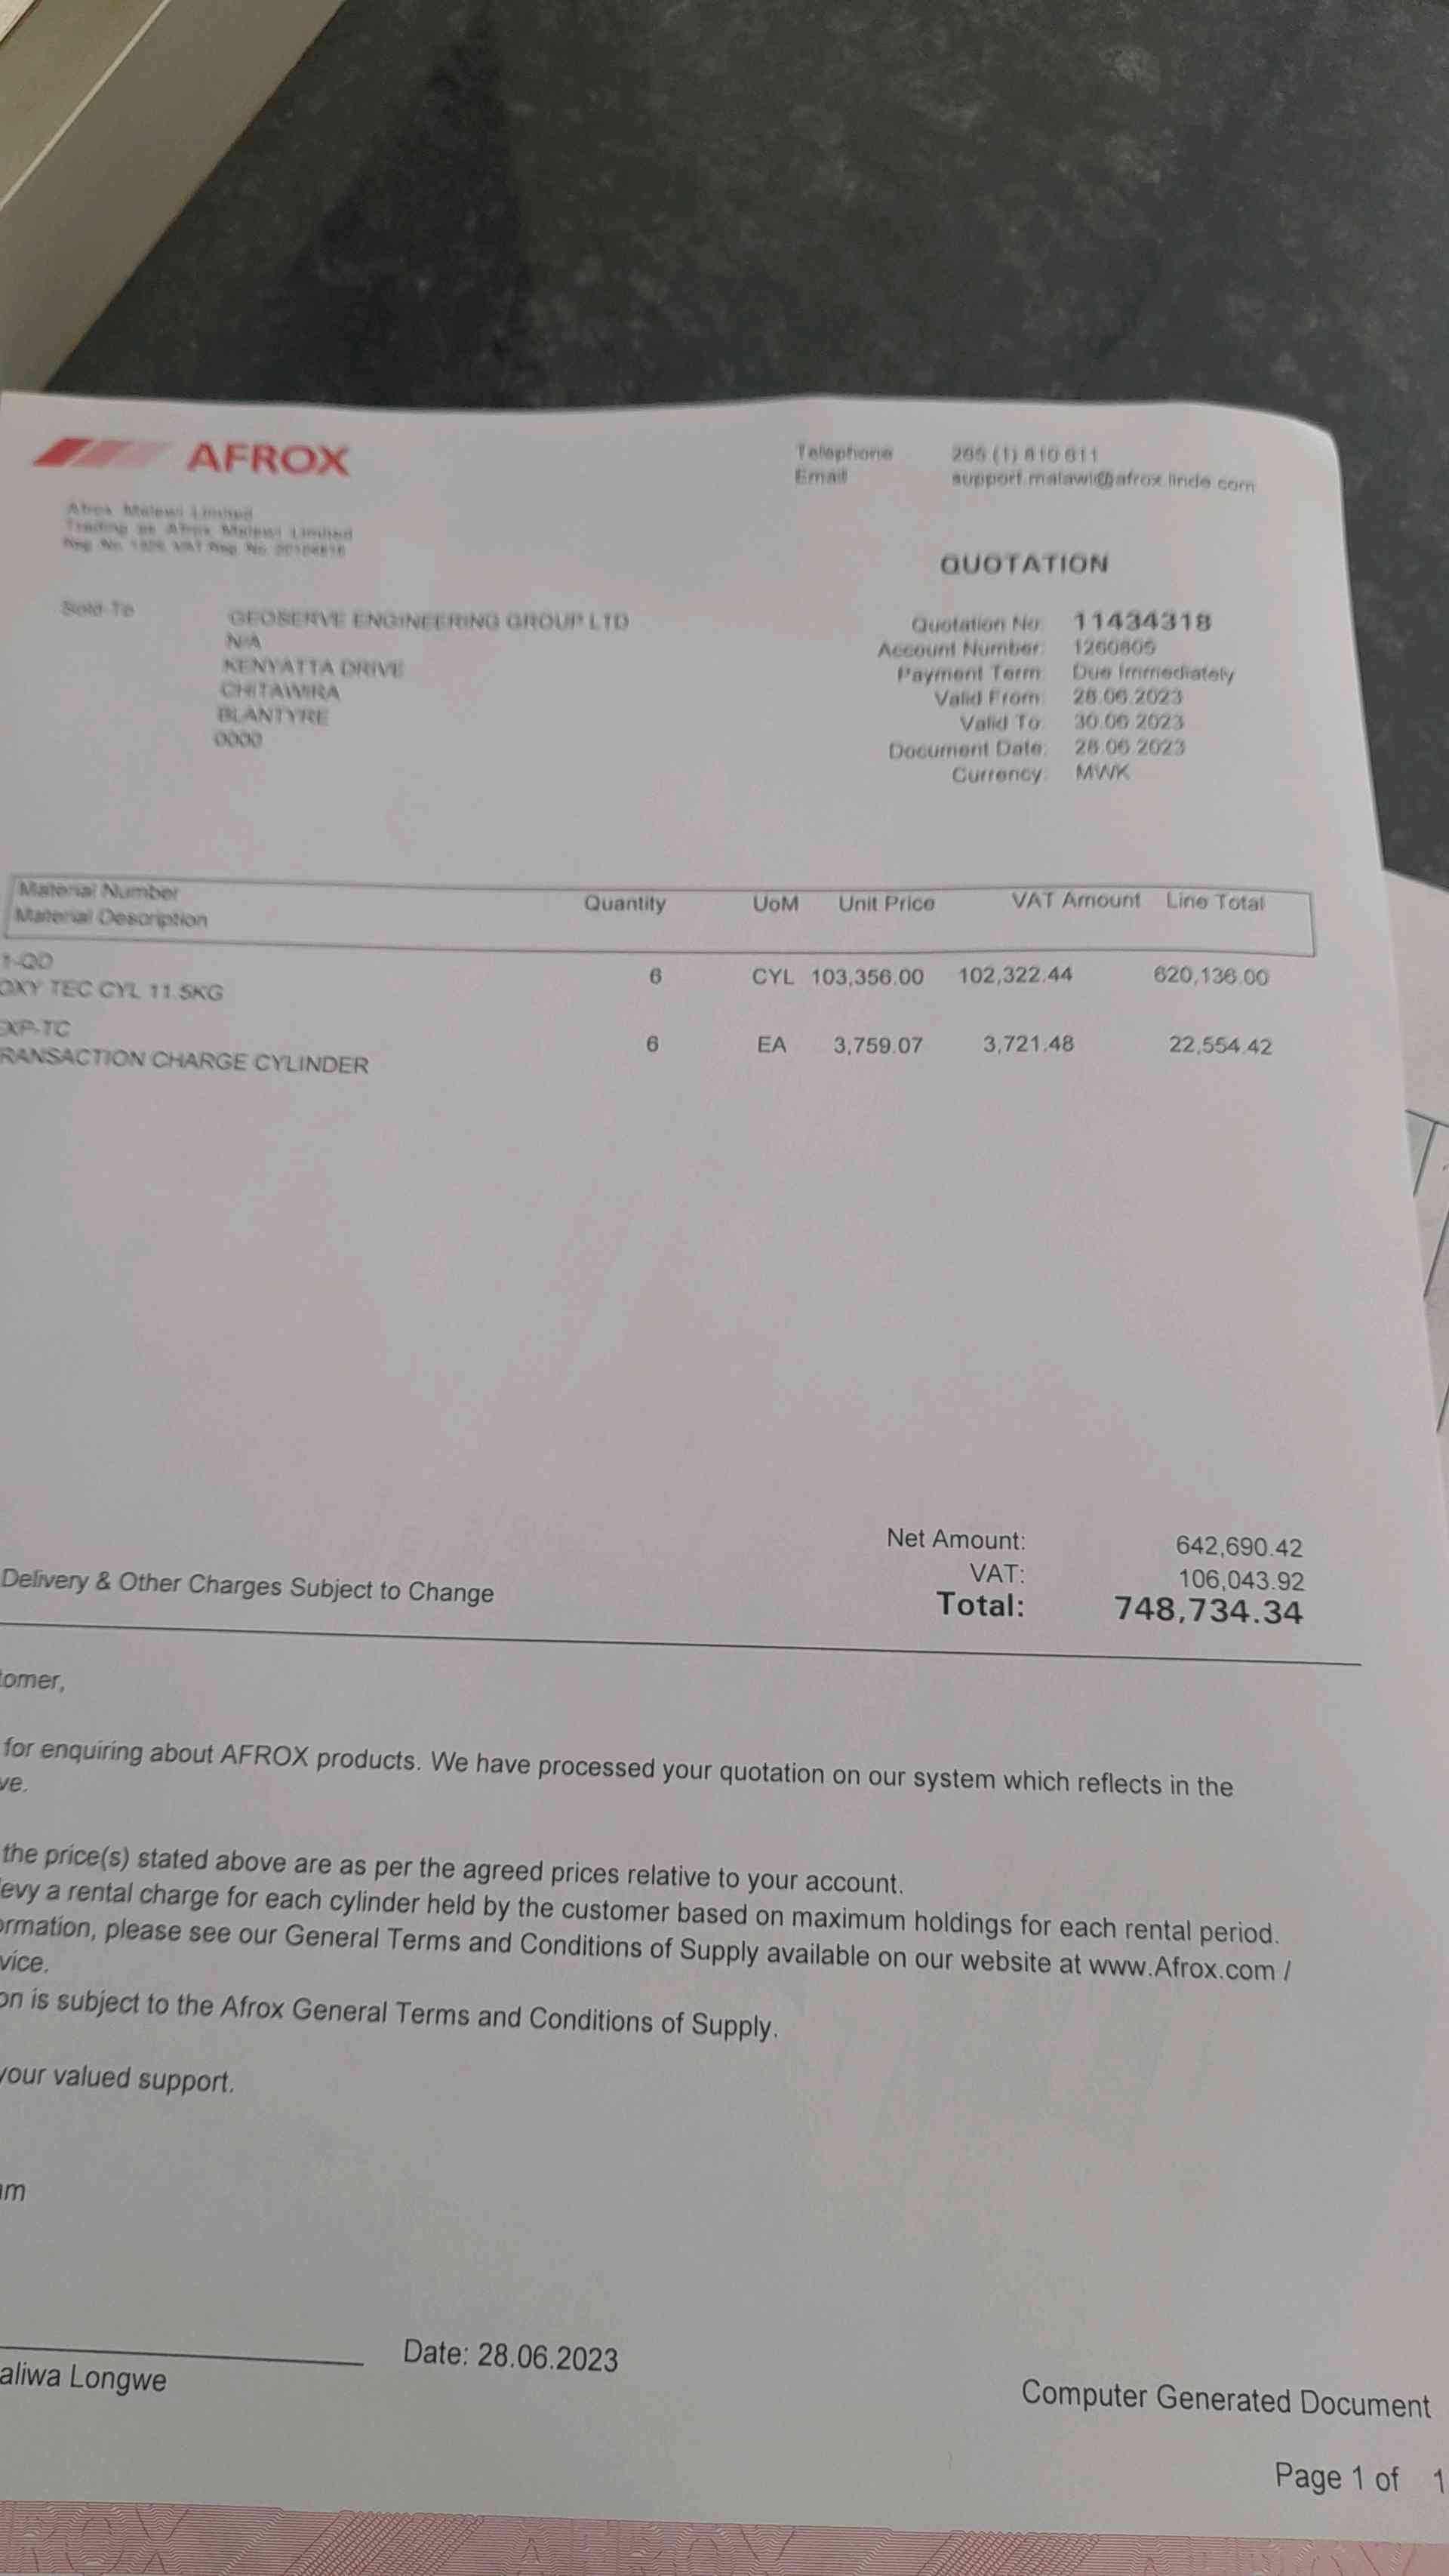 AFROX
Telephone 265 (1) 810 611
Email support.malawi@afrox.linde.com
Afrox Malawi Limited
Trading as Afrox Malawi Limited
Reg. No. VAT Reg. No.
QUOTATION
Sold-To GEOSERVE ENGINEERING GROUP LTD
N/A
KENYATTA DRIVE
CHITAWIRA
BLANTYRE
0000
Quotation No: 11434318
Account Number: 1260805
Payment Term: Due Immediately
Valid From: 28.06.2023
Valid To: 30.06.2023
Document Date: 28.06.2023
Currency: MWK
Material Number
Material Description Quantity UoM Unit Price VAT Amount Line Total
1-QD
OXY TEC CYL 11.5KG 6 CYL 103,356.00 102,322.44 620,136.00
EXP-TC
RANSACTION CHARGE CYLINDER 6 EA 3,759.07 3,721.48 22,554.42
Net Amount: 642,690.42
VAT: 106,043.92
Delivery & Other Charges Subject to Change
Total: 748,734.34
tomer,
for enquiring about AFROX products. We have processed your quotation on our system which reflects in the
ve.
the price(s) stated above are as per the agreed prices relative to your account.
evy a rental charge for each cylinder held by the customer based on maximum holdings for each rental period.
ormation, please see our General Terms and Conditions of Supply available on our website at www.Afrox.com /
vice.
on is subject to the Afrox General Terms and Conditions of Supply.
your valued support.
am
Date: 28.06.2023
aliwa Longwe
Computer Generated Document
Page 1 of 1
AFROX